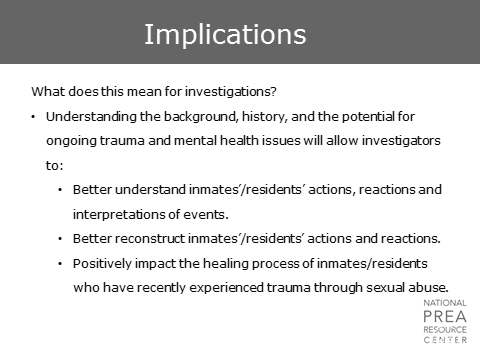 Implications
What does this mean for investigations?
• Understanding the background, history, and the potential for
ongoing trauma and mental health issues will allow investigators
to:
• Better understand inmates’/residents’ actions, reactions and
interpretations of events.
• Better reconstruct inmates’/residents’ actions and reactions.
• Positively impact the healing process of inmates/residents
who have recently experienced trauma through sexual abuse.
NATIONAL
PREA
RESOURCE
CENTER